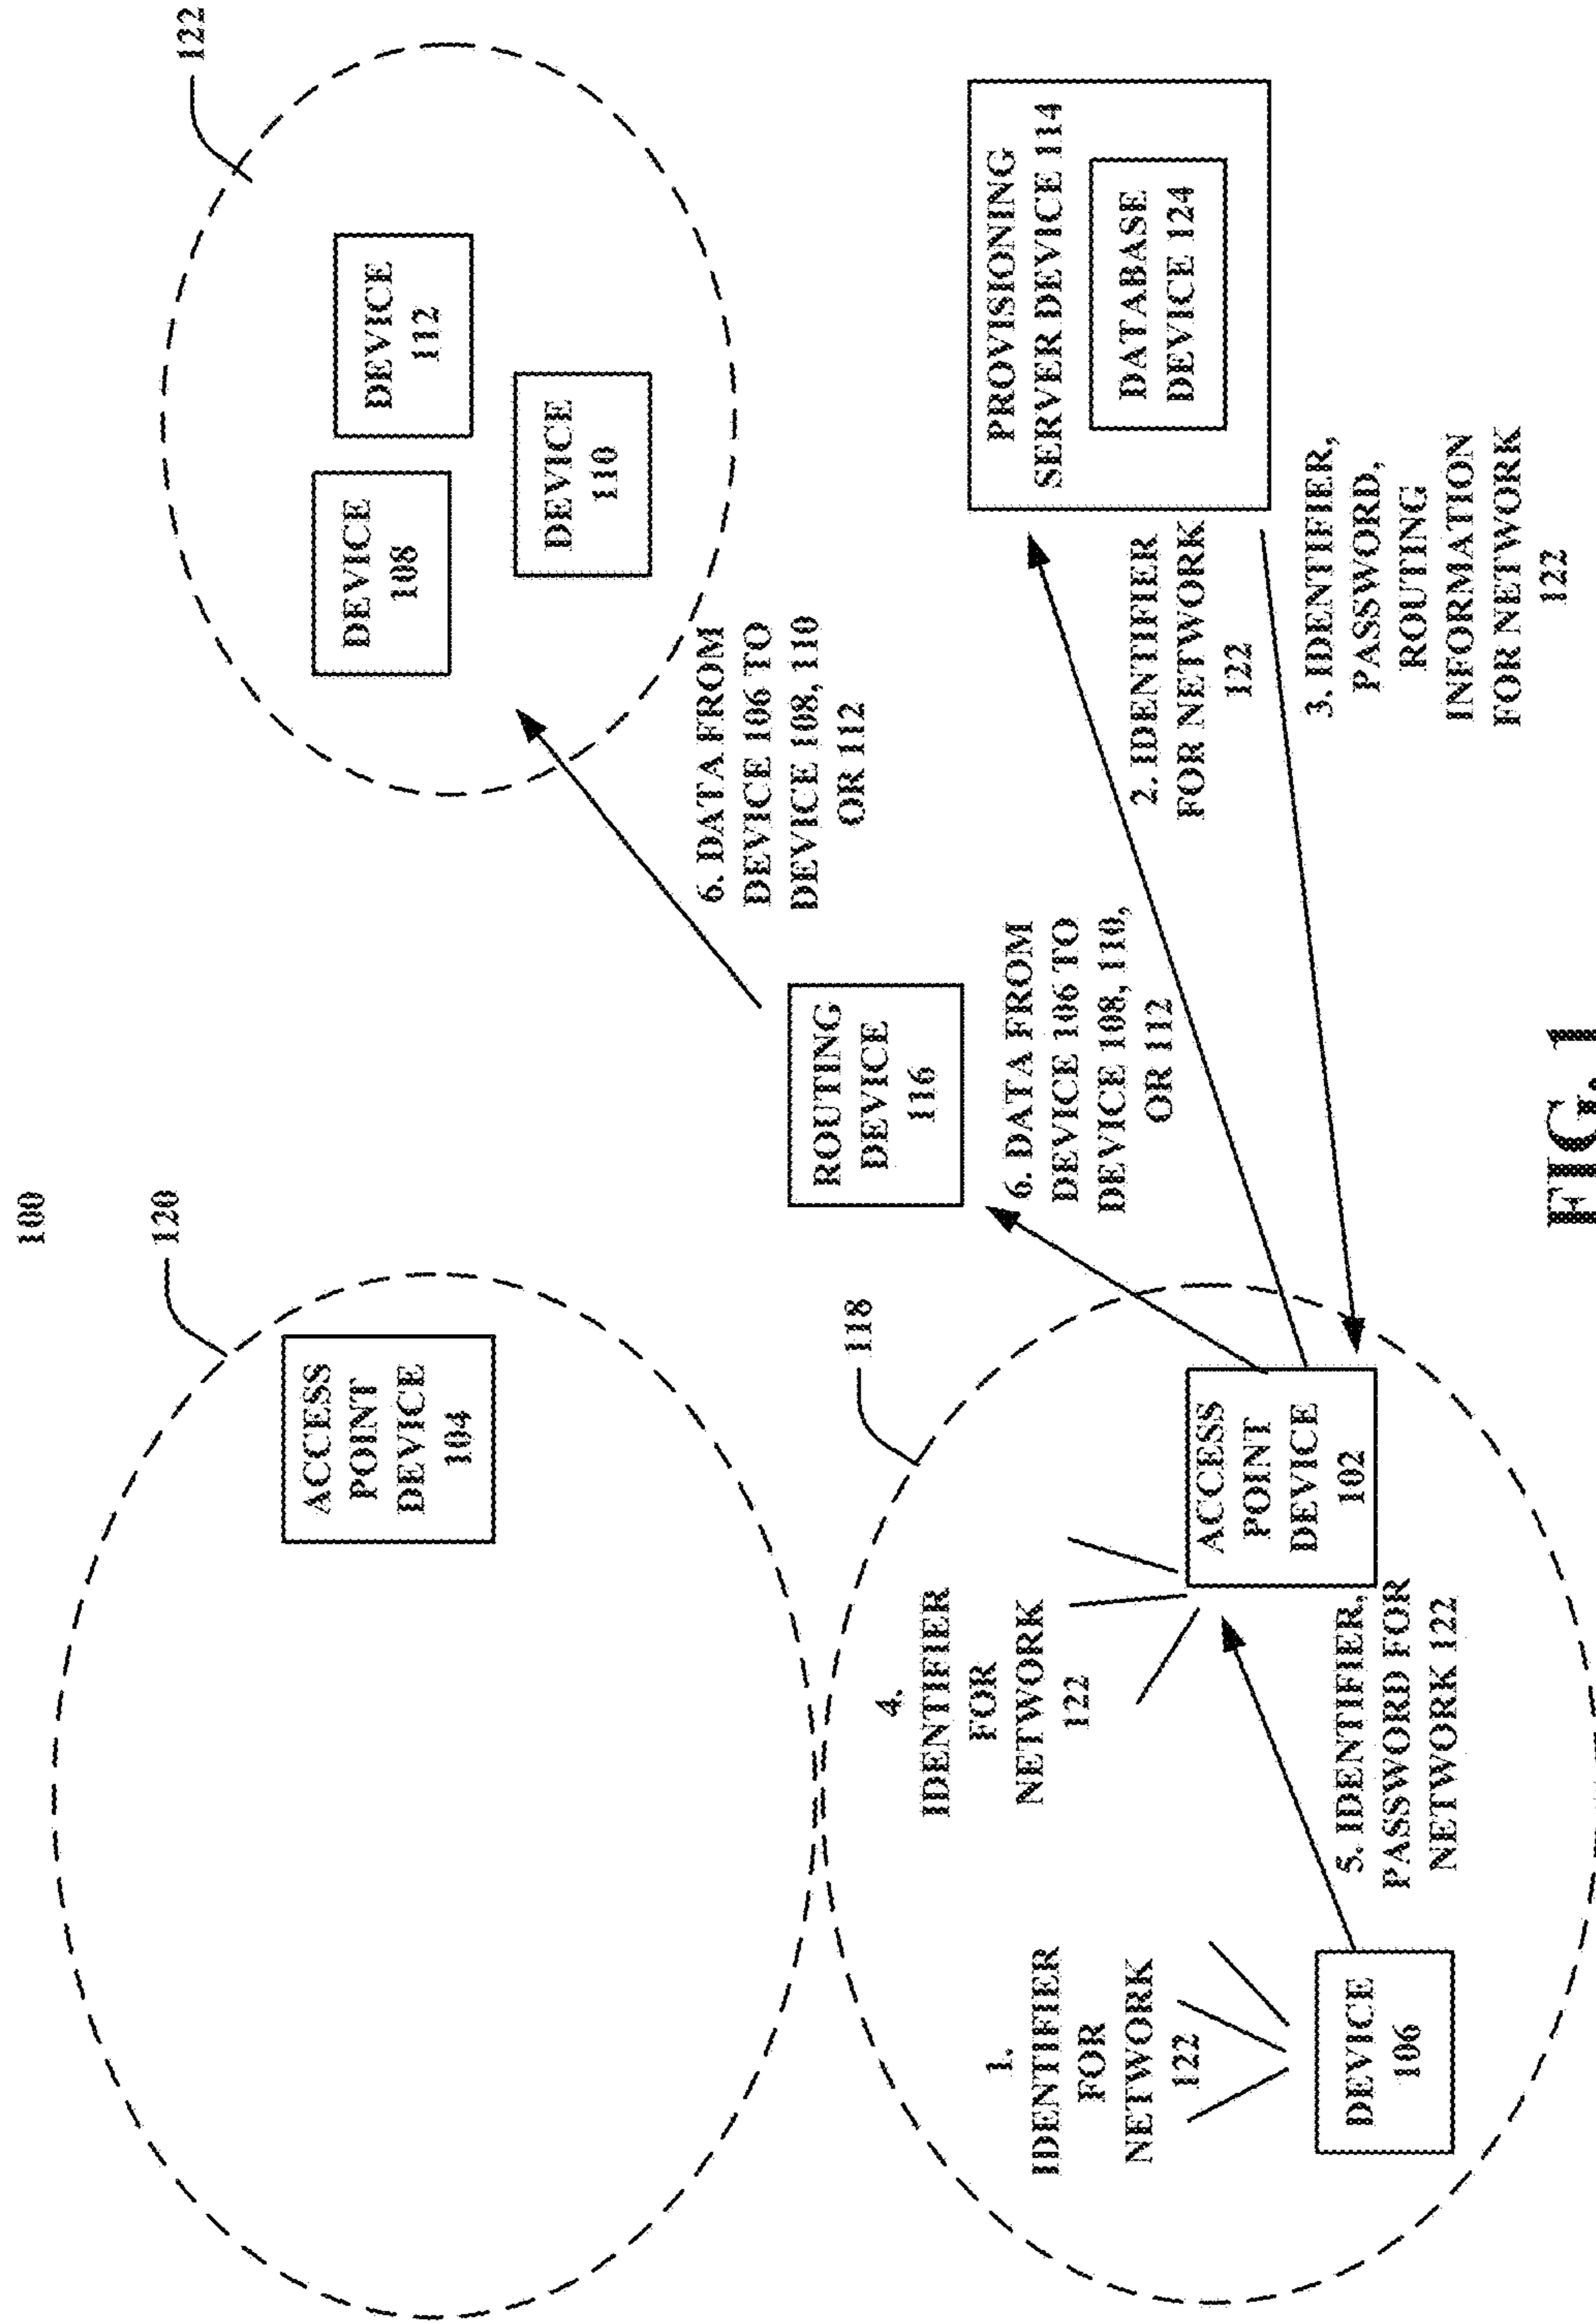 100
120
ACCESS
POINT
DEVICE
104
122
DEVICE
108
DEVICE
112
DEVICE
110
6. DATA FROM
DEVICE 106 TO
DEVICE 108, 110
OR 112
ROUTING
DEVICE
116
118
6. DATA FROM
DEVICE 106 TO
DEVICE 108, 110,
OR 112
PROVISIONING
SERVER DEVICE 114
DATABASE
DEVICE 124
2. IDENTIFIER
FOR NETWORK
122
3. IDENTIFIER,
PASSWORD,
ROUTING
INFORMATION
FOR NETWORK
122
1.
IDENTIFIER
FOR
NETWORK
122
DEVICE
106
4.
IDENTIFIER
FOR
NETWORK
122
ACCESS
POINT
DEVICE
102
5. IDENTIFIER,
PASSWORD FOR
NETWORK 122
FIG. 1